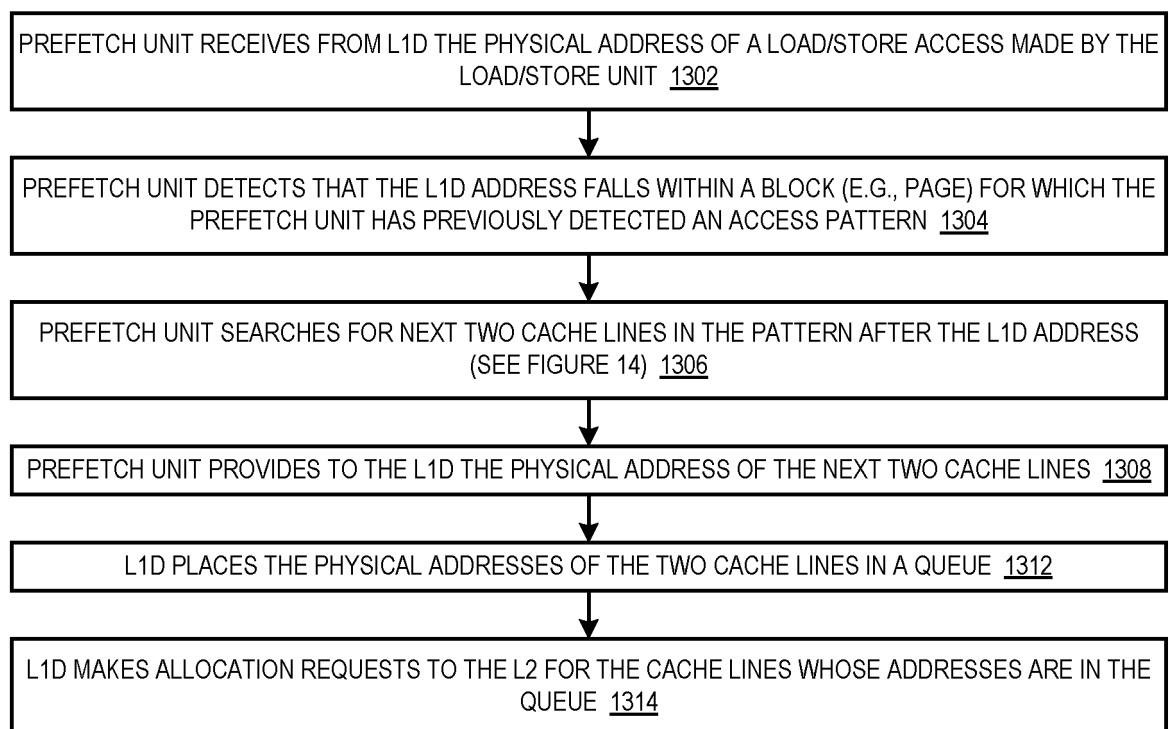 PREFETCH UNIT RECEIVES FROM L1D THE PHYSICAL ADDRESS OF A LOAD/STORE ACCESS MADE BY THE
LOAD/STORE UNIT 1302
PREFETCH UNIT DETECTS THAT THE L1D ADDRESS FALLS WITHIN A BLOCK (E.G., PAGE) FOR WHICH THE
PREFETCH UNIT HAS PREVIOUSLY DETECTED AN ACCESS PATTERN 1304
PREFETCH UNIT SEARCHES FOR NEXT TWO CACHE LINES IN THE PATTERN AFTER THE L1D ADDRESS
(SEE FIGURE 14) 1306
PREFETCH UNIT PROVIDES TO THE L1D THE PHYSICAL ADDRESS OF THE NEXT TWO CACHE LINES 1308
L1D PLACES THE PHYSICAL ADDRESSES OF THE TWO CACHE LINES IN A QUEUE 1312
L1D MAKES ALLOCATION REQUESTS TO THE L2 FOR THE CACHE LINES WHOSE ADDRESSES ARE IN THE
QUEUE 1314